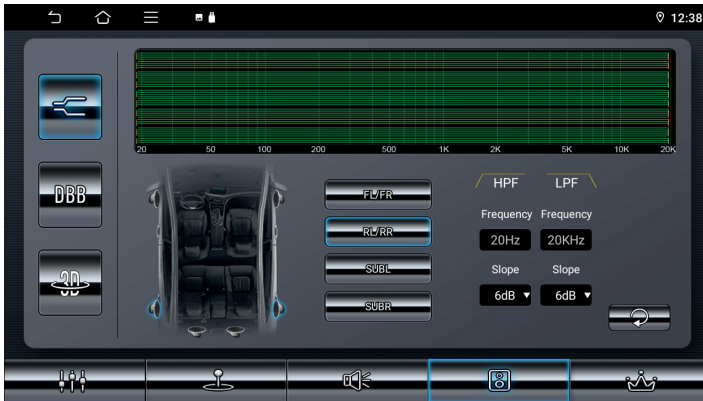 12:38
20 50 100 200 500 1K 2K 5K 10K 20K
DBB
3D
FL/FR
RL/RR
SUBL
SUBR
HPF LPF
Frequency Frequency
20Hz 20KHz
Slope Slope
6dB 6dB